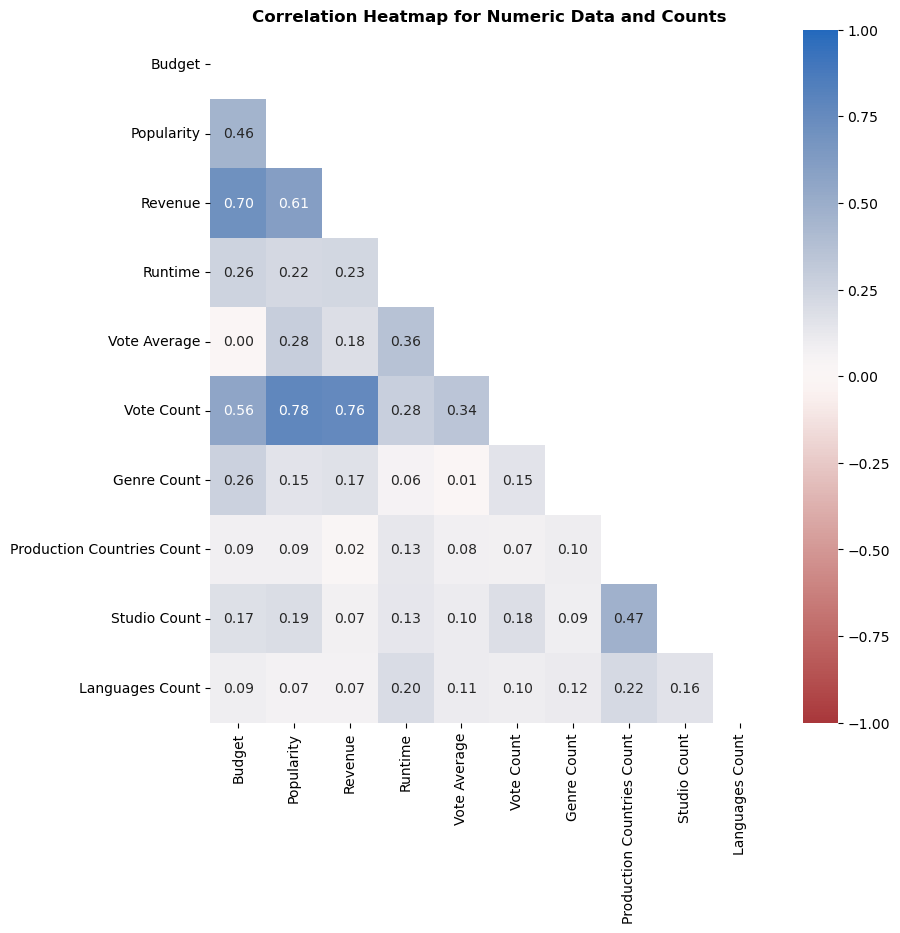 Correlation Heatmap for Numeric Data and Counts
Budget
Popularity 0.46
Revenue 0.70 0.61
Runtime 0.26 0.22 0.23
Vote Average 0.00 0.28 0.18 0.36
Vote Count 0.56 0.78 0.76 0.28 0.34
Genre Count 0.26 0.15 0.17 0.06 0.01 0.15
Production Countries Count 0.09 0.09 0.02 0.13 0.08 0.07 0.10
Studio Count 0.17 0.19 0.07 0.13 0.10 0.18 0.09 0.47
Languages Count 0.09 0.07 0.07 0.20 0.11 0.10 0.12 0.22 0.16
Budget
Popularity
Revenue
Runtime
Vote Average
Vote Count
Genre Count
Production Countries Count
Studio Count
Languages Count
1.00
0.75
0.50
0.25
0.00
−0.25
−0.50
−0.75
−1.00